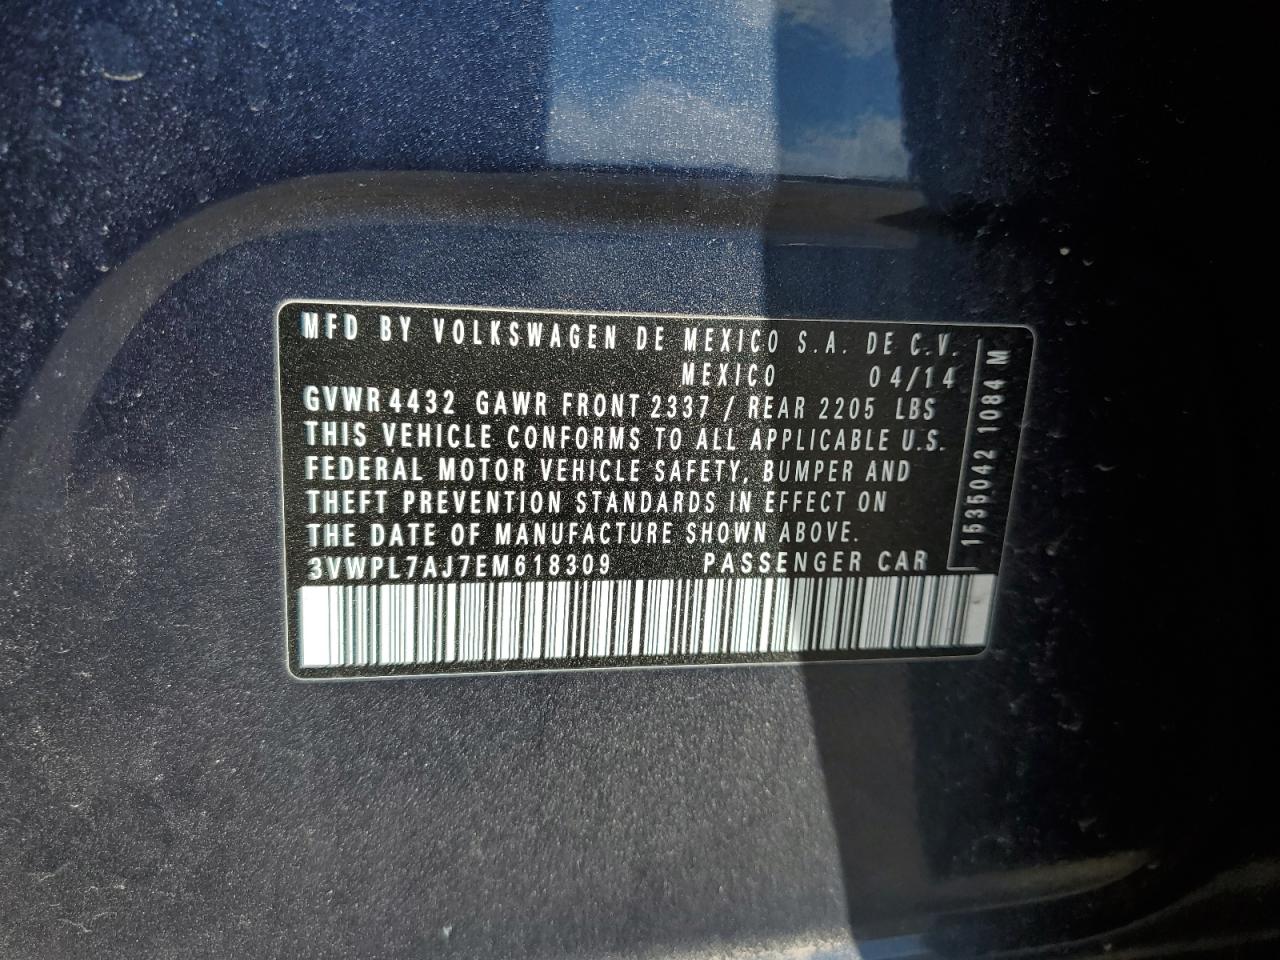 MFD BY VOLKSWAGEN DE MEXICO S.A. DE C.V.
MEXICO 04/14
GVWR 4432 GAWR FRONT 2337 / REAR 2205 LBS
THIS VEHICLE CONFORMS TO ALL APPLICABLE U.S.
FEDERAL MOTOR VEHICLE SAFETY, BUMPER AND
THEFT PREVENTION STANDARDS IN EFFECT ON
THE DATE OF MANUFACTURE SHOWN ABOVE.
3VWPL7AJ7EM618309 PASSENGER CAR
1535042 1084 M